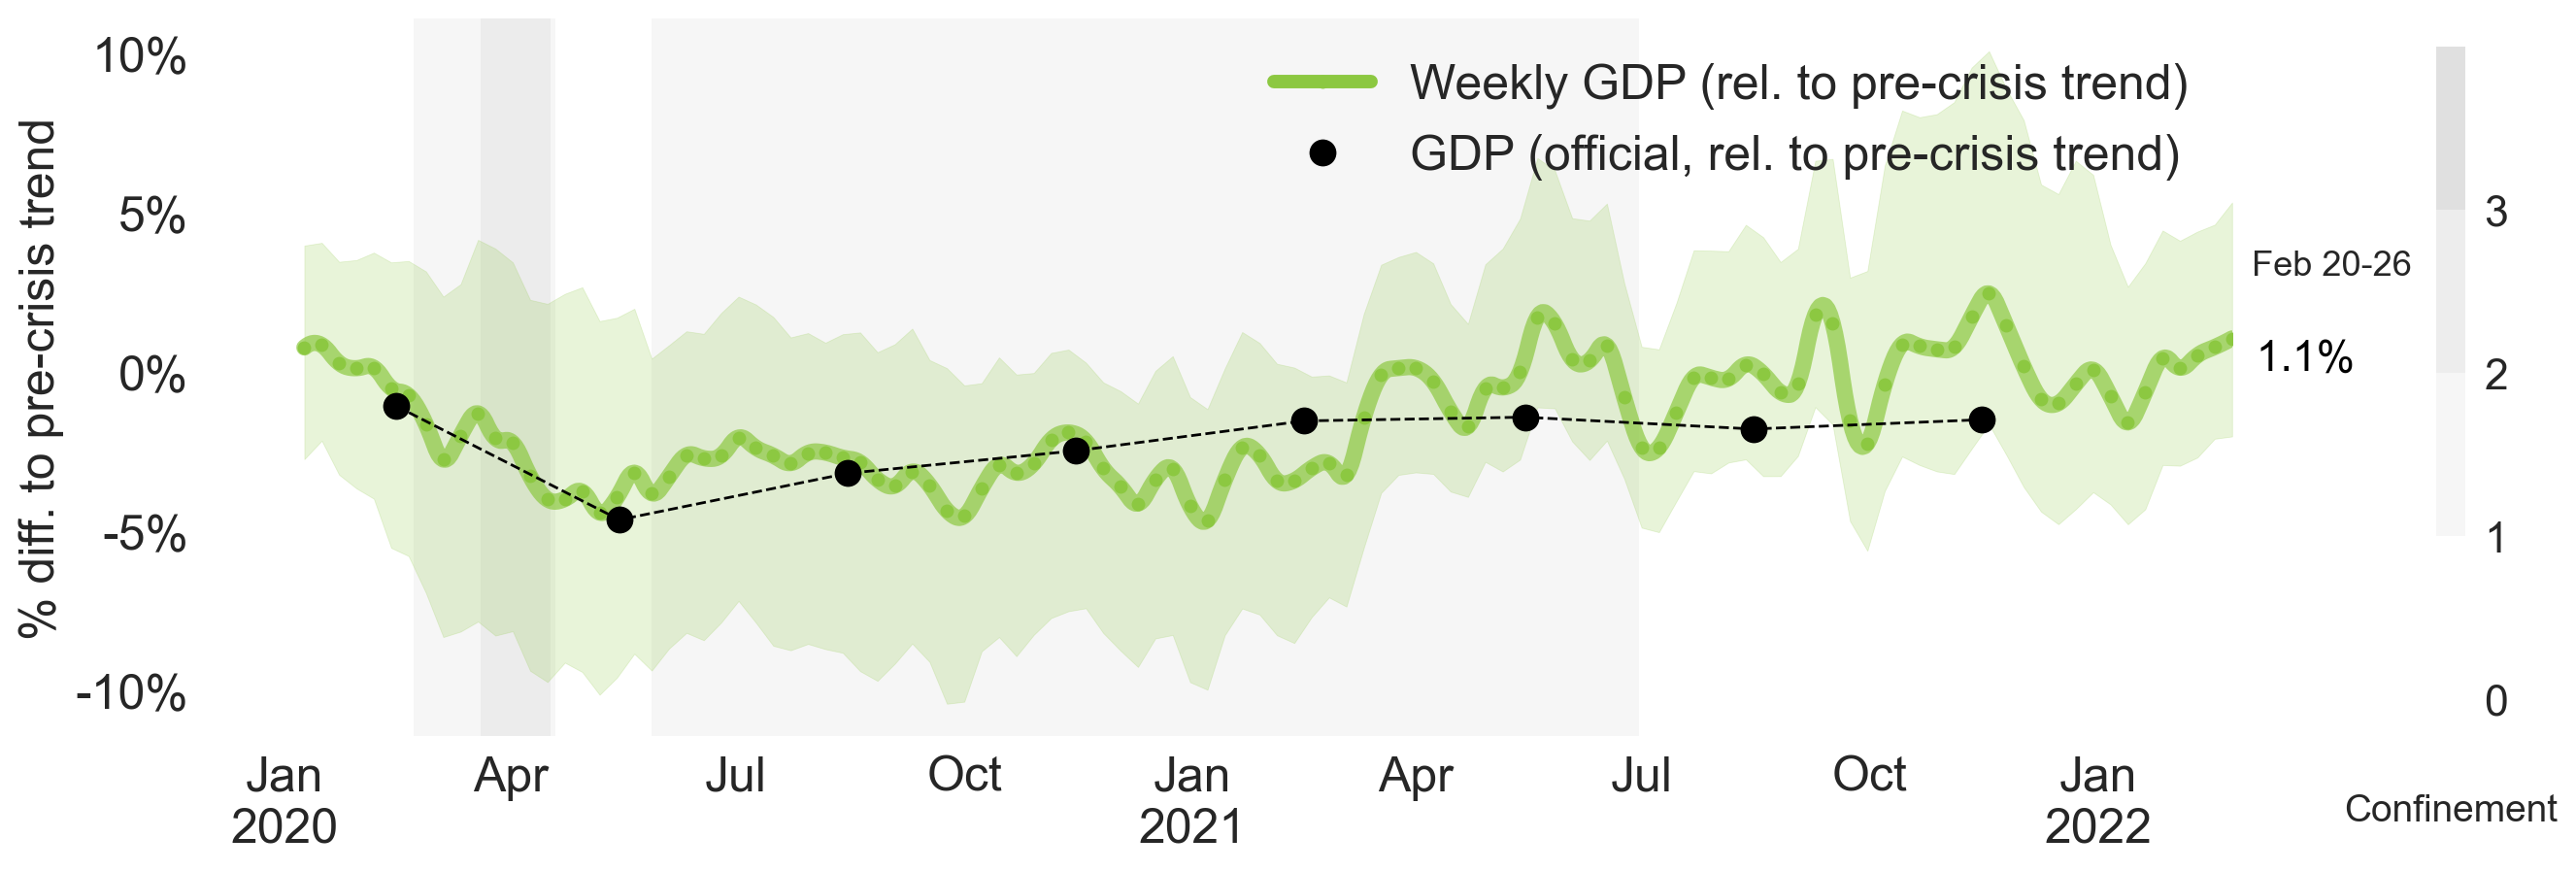 % diff. to pre-crisis trend
10%
5%
0%
-5%
-10%
Weekly GDP (rel. to pre-crisis trend)
GDP (official, rel. to pre-crisis trend)
Feb 20-26
1.1%
3
2
1
0
Jan
2020
Apr
Jul
Oct
Jan
2021
Apr
Jul
Oct
Jan
2022
Confinement